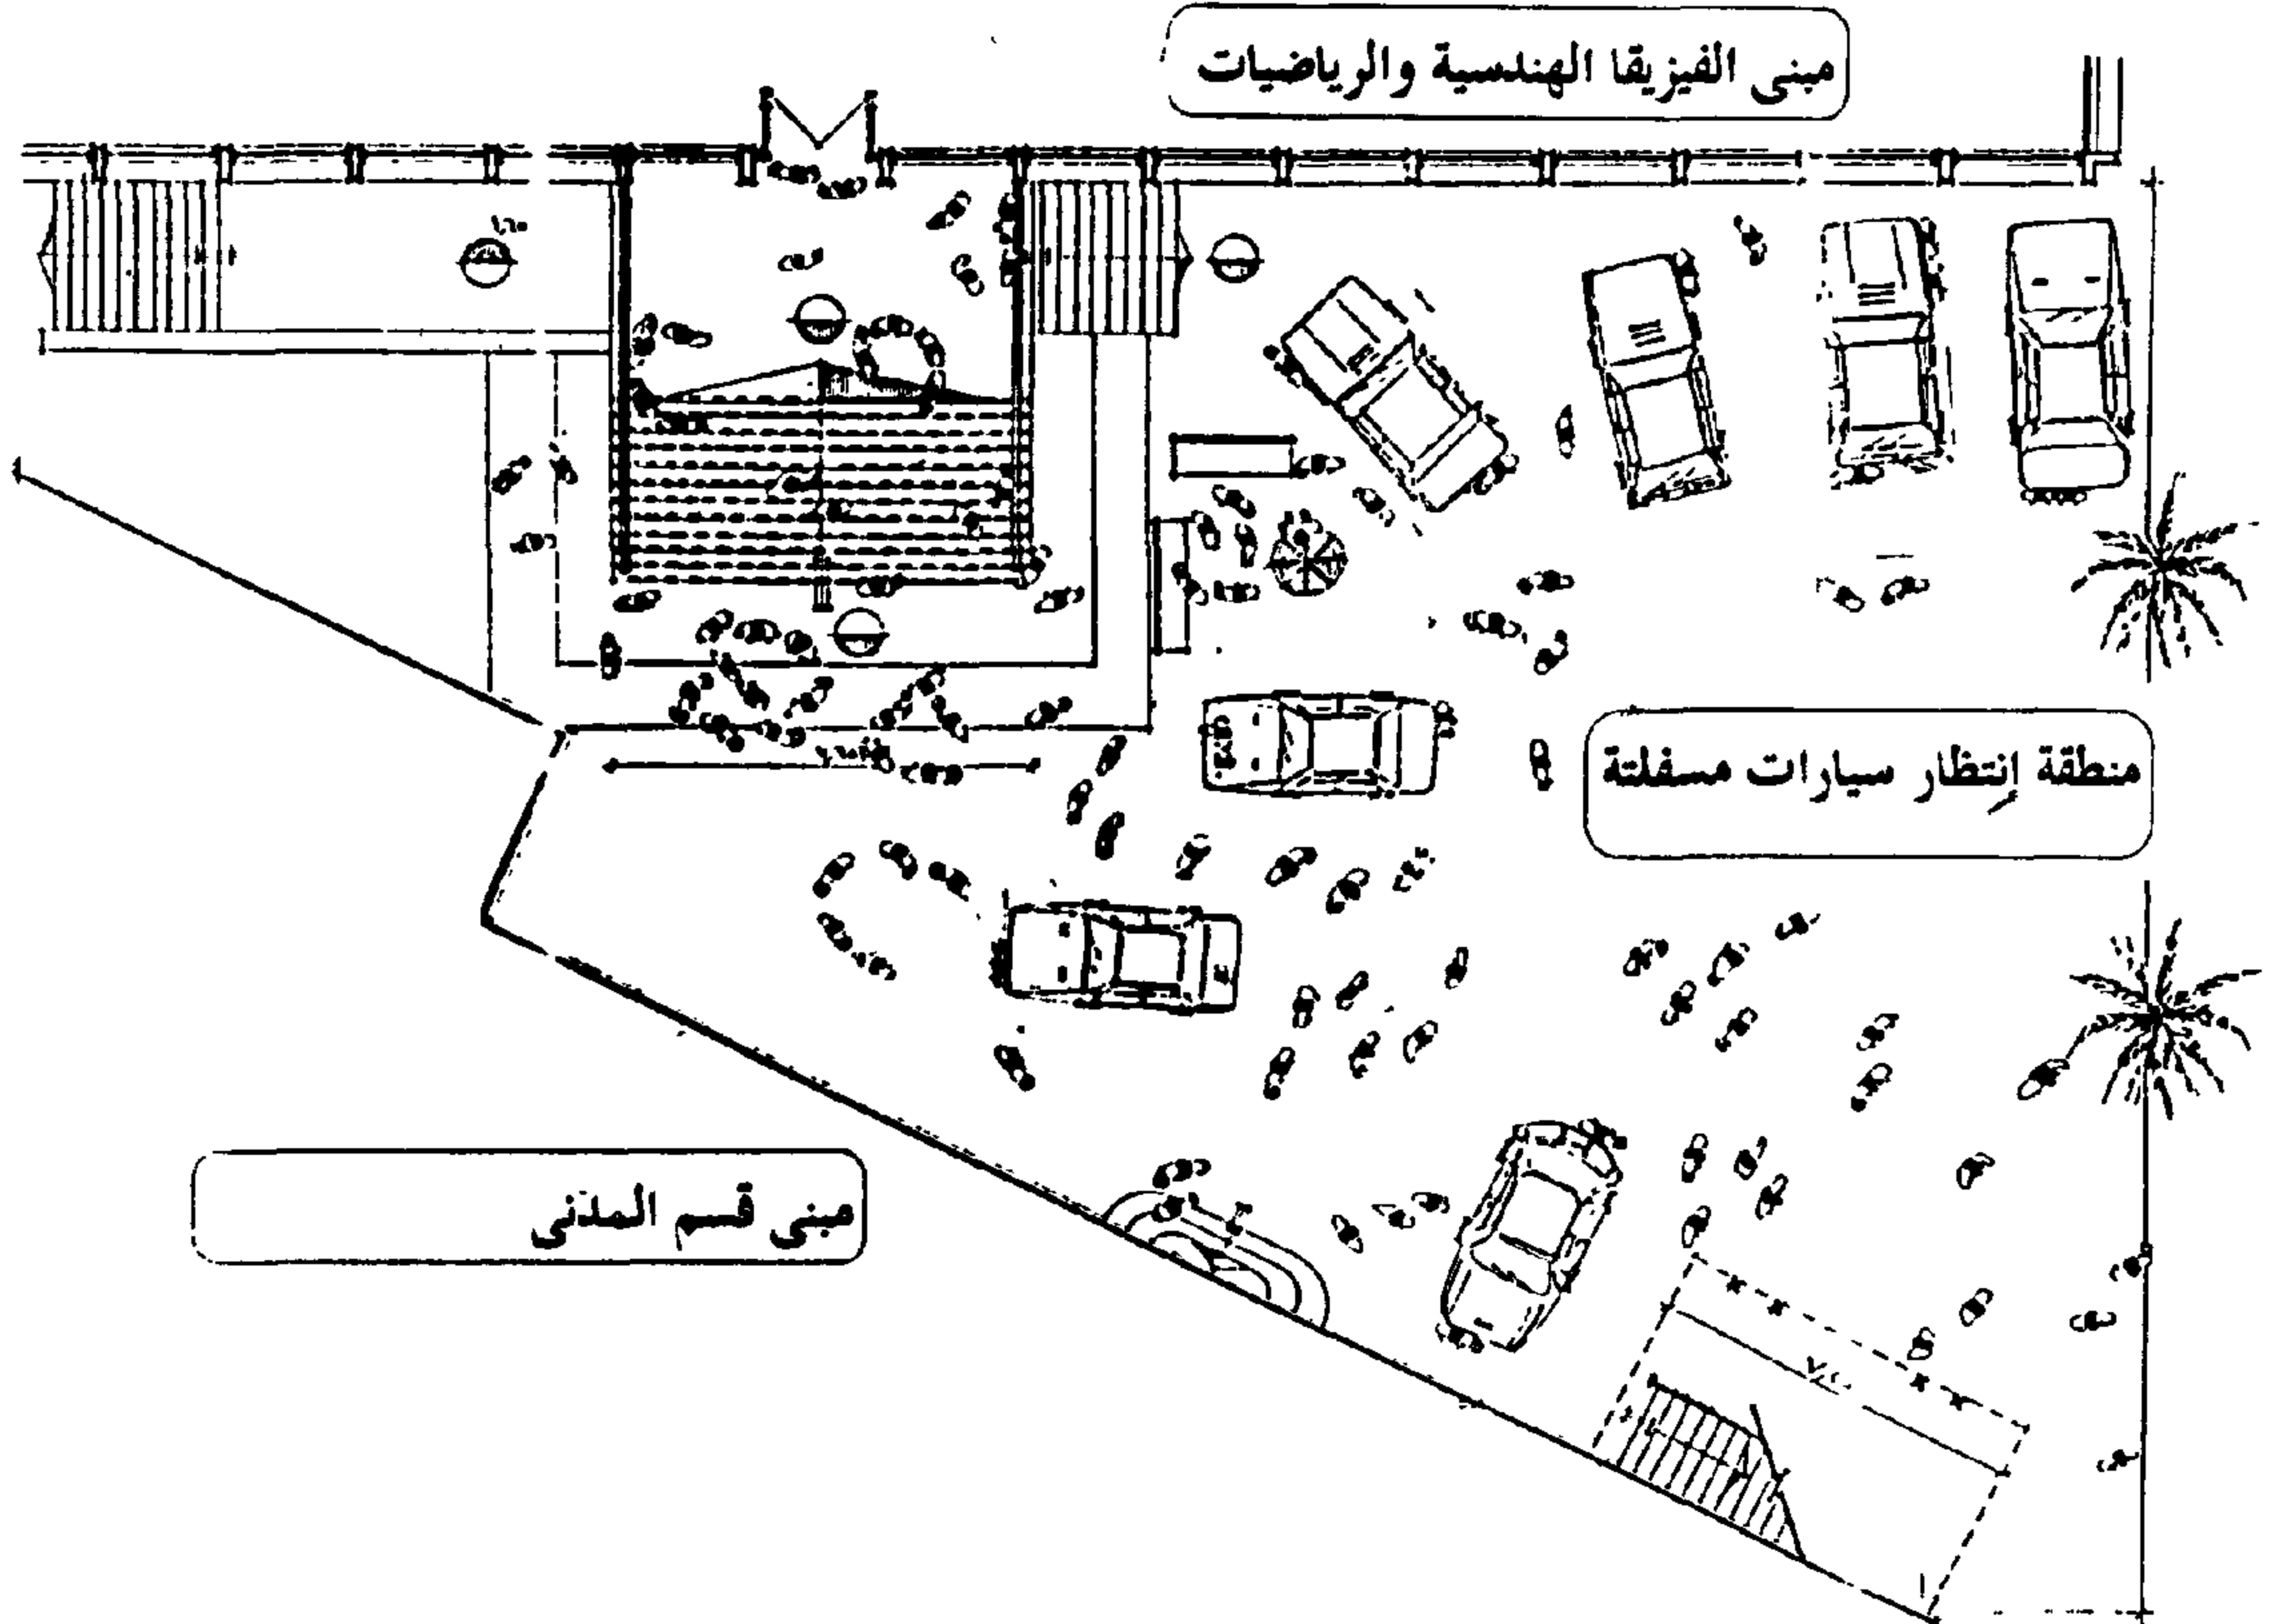 مبنى الفيزيقا الهندسية والرياضيات
منطقة إنتظار سيارات مسفلتة
مبنى قسم المدنى